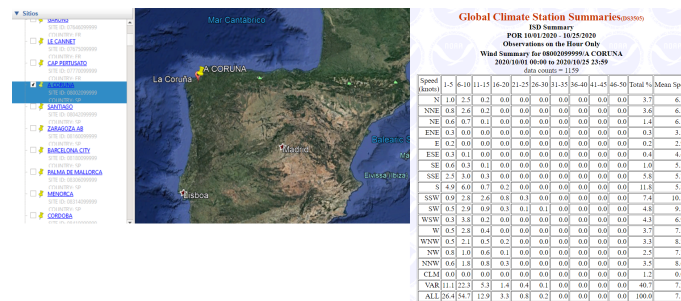 Sitios
LE CANNET
CAP PERTUSATO
A CORUNA
SITE ID: 08002099999
COUNTRY: SP
SANTIAGO
ZARAGOZA AB
BARCELONA CITY
PALMA DE MALLORCA
MENORCA
CORDOBA
Mar Cantábrico
A CORUNA
La Coruña
Madrid
Lisboa
Eivissa/Ibiza
Global Climate Station Summaries(DS3505)
ISD Summary
POR 10/01/2020 - 10/25/2020
Observations on the Hour Only
Wind Summary for 08002099999/A CORUNA
2020/10/01 00:00 to 2020/10/25 23:59
data counts = 1159
Speed (knots) 1-5 6-10 11-15 16-20 21-25 26-30 31-35 36-40 41-45 46-50 Total % Mean Spe
N 1.0 2.5 0.2 0.0 0.0 0.0 0.0 0.0 0.0 0.0 3.7 6.
NNE 0.8 2.6 0.2 0.0 0.0 0.0 0.0 0.0 0.0 0.0 3.6 6.
NE 0.6 0.7 0.1 0.0 0.0 0.0 0.0 0.0 0.0 0.0 1.4 6.
ENE 0.3 0.0 0.0 0.0 0.0 0.0 0.0 0.0 0.0 0.0 0.3 3.
E 0.2 0.0 0.0 0.0 0.0 0.0 0.0 0.0 0.0 0.0 0.2 2.
ESE 0.3 0.1 0.0 0.0 0.0 0.0 0.0 0.0 0.0 0.0 0.4 4.
SE 0.6 0.3 0.1 0.0 0.0 0.0 0.0 0.0 0.0 0.0 1.0 5.
SSE 2.5 3.0 0.3 0.0 0.0 0.0 0.0 0.0 0.0 0.0 5.8 5.
S 4.9 6.0 0.7 0.2 0.0 0.0 0.0 0.0 0.0 0.0 11.8 5.
SSW 0.9 2.8 2.6 0.8 0.3 0.0 0.0 0.0 0.0 0.0 7.4 10.
SW 0.5 2.9 0.9 0.3 0.1 0.1 0.0 0.0 0.0 0.0 4.8 9.
WSW 0.3 3.8 0.2 0.0 0.0 0.0 0.0 0.0 0.0 0.0 4.3 6.
W 0.5 2.8 0.4 0.0 0.0 0.0 0.0 0.0 0.0 0.0 3.7 7.
WNW 0.5 2.1 0.5 0.2 0.0 0.0 0.0 0.0 0.0 0.0 3.3 8.
NW 0.8 1.0 0.6 0.1 0.0 0.0 0.0 0.0 0.0 0.0 2.5 7.
NNW 0.6 1.8 0.8 0.3 0.0 0.0 0.0 0.0 0.0 0.0 3.5 8.
CLM 0.0 0.0 0.0 0.0 0.0 0.0 0.0 0.0 0.0 0.0 1.2 0.
VAR 11.1 22.3 5.3 1.4 0.4 0.1 0.0 0.0 0.0 0.0 40.7 7.
ALL 26.4 54.7 12.9 3.3 0.8 0.2 0.0 0.0 0.0 0.0 100.0 7.